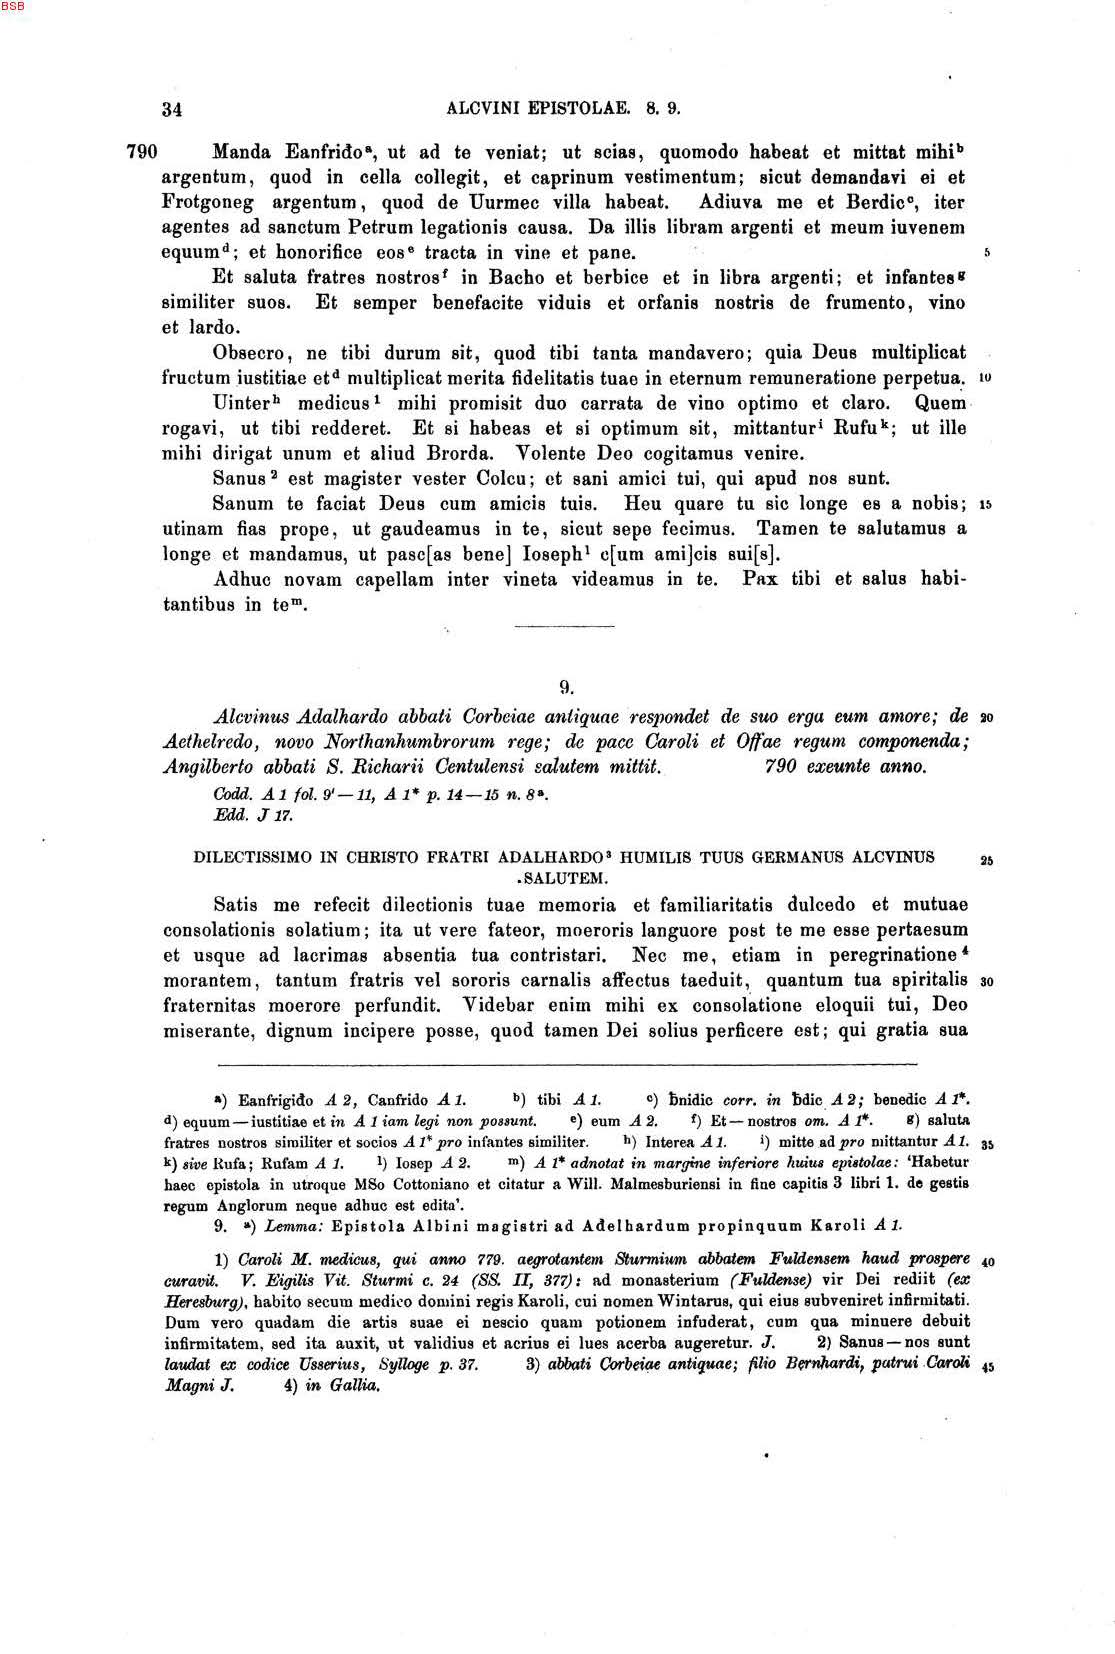 BSB
34 ALCVINI EPISTOLAE. 8. 9.
790 Manda Eanfriđoᵃ, ut ad te veniat; ut scias, quomodo habeat et mittat mihiᵇ
argentum, quod in cella collegit, et caprinum vestimentum; sicut demandavi ei et
Frotgoneg argentum, quod de Uurmec villa habeat. Adiuva me et Berdicᶜ, iter
agentes ad sanctum Petrum legationis causa. Da illis libram argenti et meum iuvenem
equumᵈ; et honorifice eosᵉ tracta in vine et pane. 5
Et saluta fratres nostrosᶠ in Bacho et berbice et in libra argenti; et infantesᵍ
similiter suos. Et semper benefacite viduis et orfanis nostris de frumento, vino
et lardo.
Obsecro, ne tibi durum sit, quod tibi tanta mandavero; quia Deus multiplicat
fructum iustitiae etᵈ multiplicat merita fidelitatis tuae in eternum remuneratione perpetua. 10
Uinterʰ medicus¹ mihi promisit duo carrata de vino optimo et claro. Quem
rogavi, ut tibi redderet. Et si habeas et si optimum sit, mittanturⁱ Rufuᵏ; ut ille
mihi dirigat unum et aliud Brorda. Volente Deo cogitamus venire.
Sanus² est magister vester Colcu; et sani amici tui, qui apud nos sunt.
Sanum te faciat Deus cum amicis tuis. Heu quare tu sic longe es a nobis; 15
utinam fias prope, ut gaudeamus in te, sicut sepe fecimus. Tamen te salutamus a
longe et mandamus, ut pasc[as bene] Iosephˡ c[um ami]cis sui[s].
Adhuc novam capellam inter vineta videamus in te. Pax tibi et salus habi-
tantibus in teᵐ.
9.
Alcvinus Adalhardo abbati Corbeiae antiquae respondet de suo erga eum amore; de 20
Aethelredo, novo Northanhumbrorum rege; de pace Caroli et Offae regum componenda;
Angilberto abbati S. Richarii Centulensi salutem mittit. 790 exeunte anno.
Codd. A 1 fol. 9'—11, A 1* p. 14—15 n. 8ᵃ.
Edd. J 17.
DILECTISSIMO IN CHRISTO FRATRI ADALHARDO³ HUMILIS TUUS GERMANUS ALCVINUS 25
SALUTEM.
Satis me refecit dilectionis tuae memoria et familiaritatis dulcedo et mutuae
consolationis solatium; ita ut vere fateor, moeroris languore post te me esse pertaesum
et usque ad lacrimas absentia tua contristari. Nec me, etiam in peregrinatione⁴
morantem, tantum fratris vel sororis carnalis affectus taeduit, quantum tua spiritalis 30
fraternitas moerore perfundit. Videbar enim mihi ex consolatione eloquii tui, Deo
miserante, dignum incipere posse, quod tamen Dei solius perficere est; qui gratia sua
a) Eanfrigiđo A 2, Canfrido A 1. b) tibi A 1. c) ƀnidic corr. in ƀdic A 2; benedic A 1*.
d) equum—iustitiae et in A 1 iam legi non possunt. e) eum A 2. f) Et—nostros om. A 1*. g) saluta
fratres nostros similiter et socios A 1* pro infantes similiter. h) Interea A 1. i) mitte ad pro mittantur A 1. 35
k) sive Rufa; Rufam A 1. l) Iosep A 2. m) A 1* adnotat in margine inferiore huius epistolae: 'Habetur
haec epistola in utroque MSo Cottoniano et citatur a Will. Malmesburiensi in fine capitis 3 libri 1. de gestis
regum Anglorum neque adhuc est edita'.
9. a) Lemma: Epistola Albini magistri ad Adelhardum propinquum Karoli A 1.
1) Caroli M. medicus, qui anno 779. aegrotantem Sturmium abbatem Fuldensem haud prospere 40
curavit. V. Eigilis Vit. Sturmi c. 24 (SS. II, 377): ad monasterium (Fuldense) vir Dei rediit (ex
Heresburg), habito secum medico domini regis Karoli, cui nomen Wintarus, qui eius subveniret infirmitati.
Dum vero quadam die artis suae ei nescio quam potionem infuderat, cum qua minuere debuit
infirmitatem, sed ita auxit, ut validius et acrius ei lues acerba augeretur. J. 2) Sanus—nos sunt
laudat ex codice Usserius, Sylloge p. 37. 3) abbati Corbeiae antiquae; filio Bernhardi, patrui Caroli 45
Magni J. 4) in Gallia.